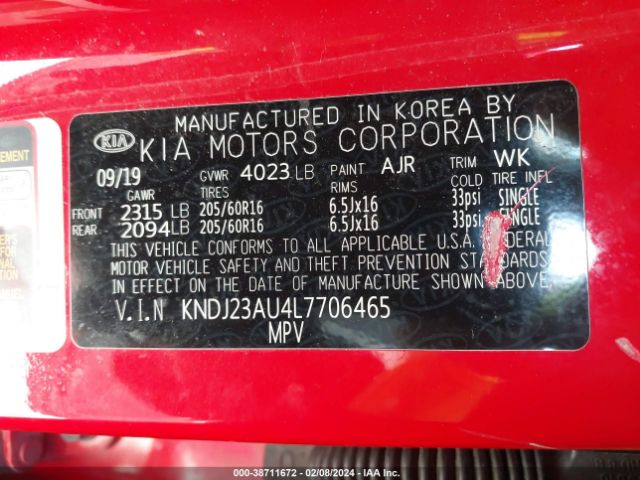 MANUFACTURED IN KOREA BY
KIA KIA MOTORS CORPORATION
09/19 GVWR 4023 LB PAINT AJR TRIM WK
GAWR TIRES RIMS COLD TIRE INFL
FRONT 2315 LB 205/60R16 6.5Jx16 33psi SINGLE
REAR 2094LB 205/60R16 6.5Jx16 33psi SINGLE
THIS VEHICLE CONFORMS TO ALL APPLICABLE U.S.A. FEDERAL
MOTOR VEHICLE SAFETY AND THEFT PREVENTION STANDARDS
IN EFFECT ON THE DATE OF MANUFACTURE SHOWN ABOVE.
V.I.N KNDJ23AU4L7706465
MPV
EMENT
000-38711672 / 02/08/2024 / IAA Inc.